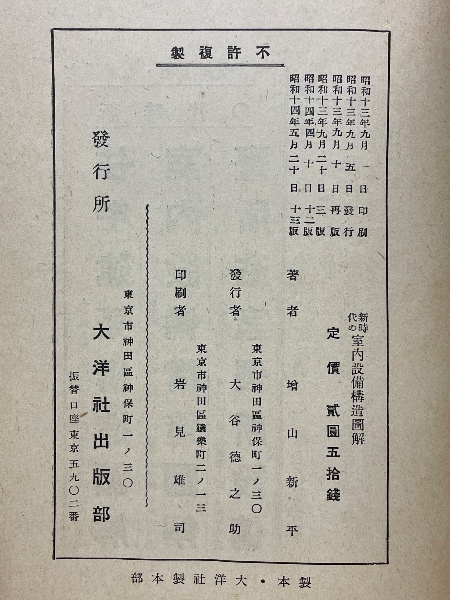 不許複製
昭和十三年九月一日印刷
昭和十三年九月五日發行
昭和十三年九月十日再版
昭和十三年九月二十日三版
昭和十四年四月十日十二版
昭和十四年五月二十日十三版
新時代の室内設備構造圖解
定價貳圓五拾錢
著者 增山新平
東京市神田區神保町一ノ三〇
發行者 大谷德之助
東京市神田區猿樂町二ノ一三
印刷者 岩見雄司
發行所
東京市神田區神保町一ノ三〇
大洋社出版部
振替口座東京五九〇二番
製本・大洋社製本部